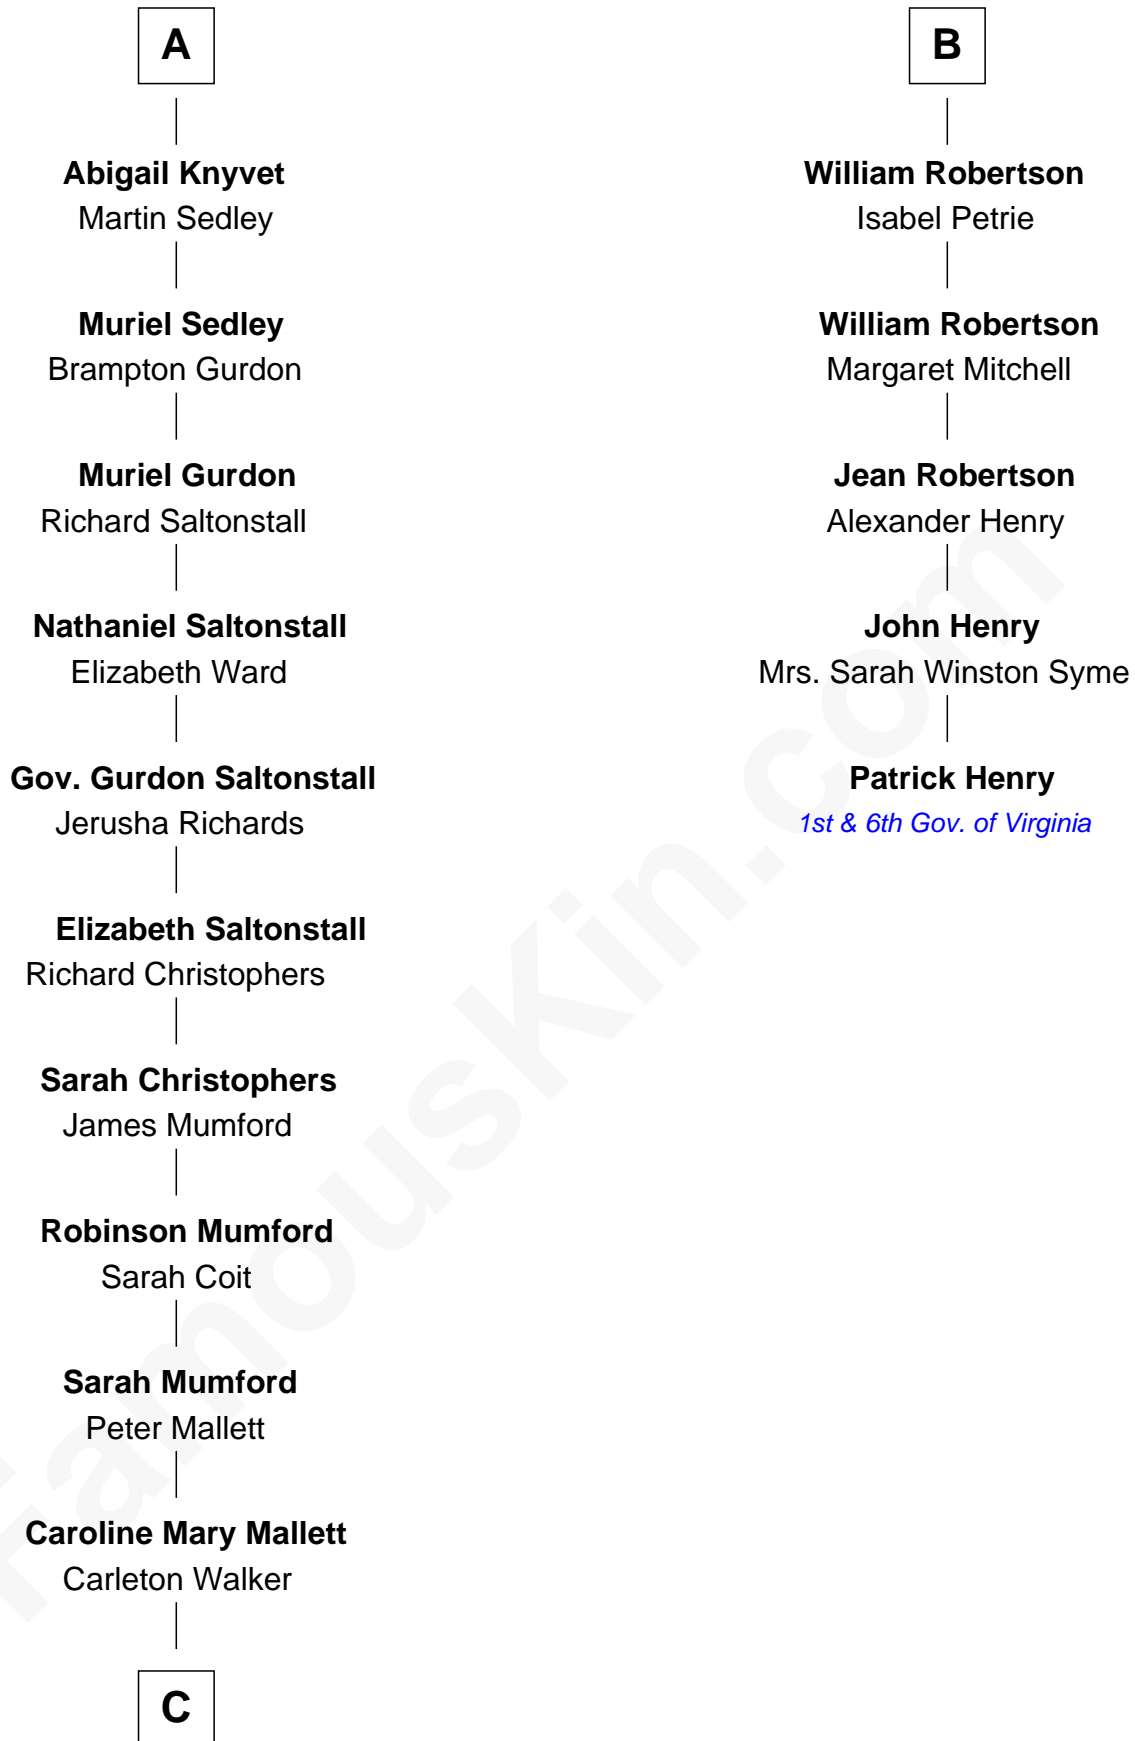 A
Abigail Knyvet
Martin Sedley
Muriel Sedley
Brampton Gurdon
Muriel Gurdon
Richard Saltonstall
Nathaniel Saltonstall
Elizabeth Ward
Gov. Gurdon Saltonstall
Jerusha Richards
Elizabeth Saltonstall
Richard Christophers
Sarah Christophers
James Mumford
Robinson Mumford
Sarah Coit
Sarah Mumford
Peter Mallett
Caroline Mary Mallett
Carleton Walker
C
B
William Robertson
Isabel Petrie
William Robertson
Margaret Mitchell
Jean Robertson
Alexander Henry
John Henry
Mrs. Sarah Winston Syme
Patrick Henry
1st & 6th Gov. of Virginia
FamousKin.com